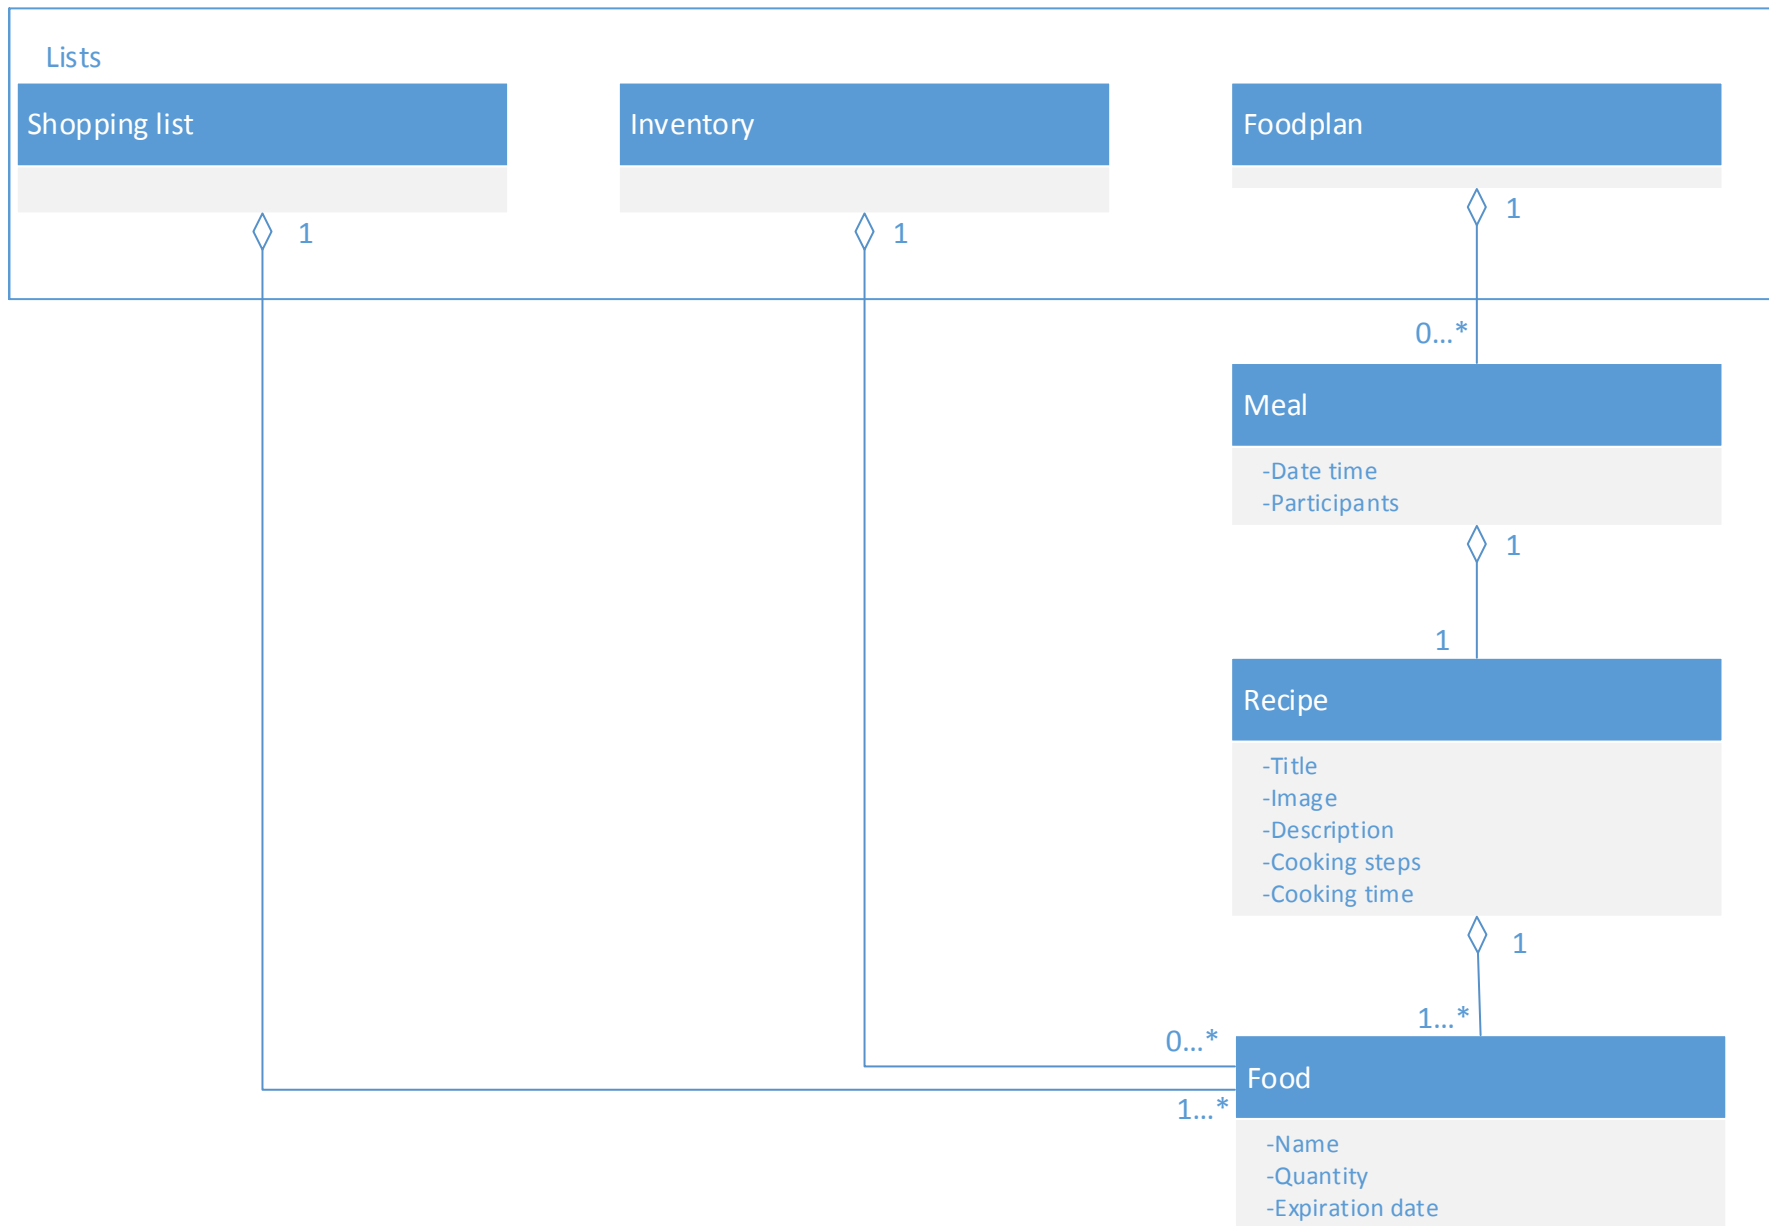 Lists
Shopping list
Inventory
Foodplan
1
1
1
0...*
Meal
-Date time
-Participants
1
1
Recipe
-Title
-Image
-Description
-Cooking steps
-Cooking time
1
1...*
0...*
Food
1...*
-Name
-Quantity
-Expiration date